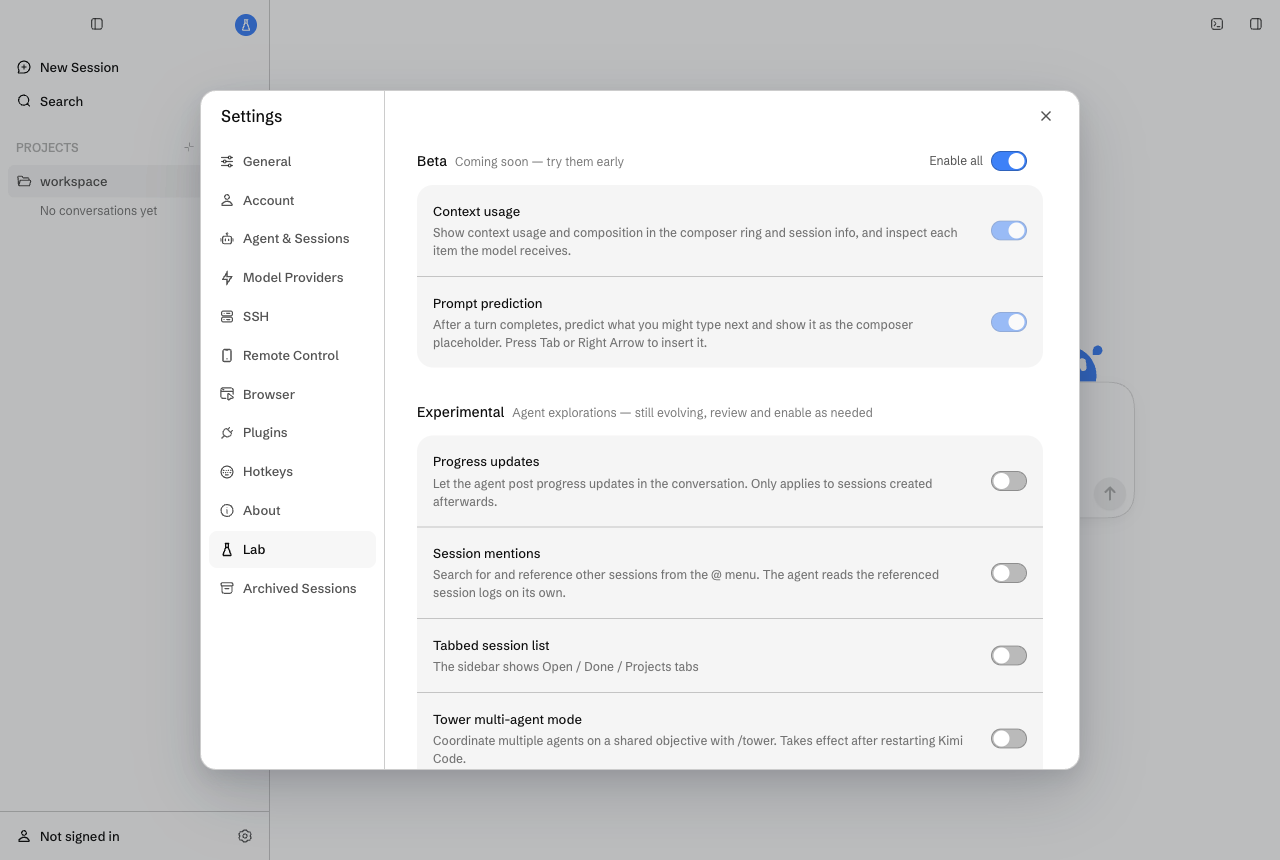 New Session
Search
PROJECTS
workspace
No conversations yet
Not signed in
Settings
General
Account
Agent & Sessions
Model Providers
SSH
Remote Control
Browser
Plugins
Hotkeys
About
Lab
Archived Sessions
Beta Coming soon — try them early Enable all
Context usage
Show context usage and composition in the composer ring and session info, and inspect each
item the model receives.
Prompt prediction
After a turn completes, predict what you might type next and show it as the composer
placeholder. Press Tab or Right Arrow to insert it.
Experimental Agent explorations — still evolving, review and enable as needed
Progress updates
Let the agent post progress updates in the conversation. Only applies to sessions created
afterwards.
Session mentions
Search for and reference other sessions from the @ menu. The agent reads the referenced
session logs on its own.
Tabbed session list
The sidebar shows Open / Done / Projects tabs
Tower multi-agent mode
Coordinate multiple agents on a shared objective with /tower. Takes effect after restarting Kimi
Code.